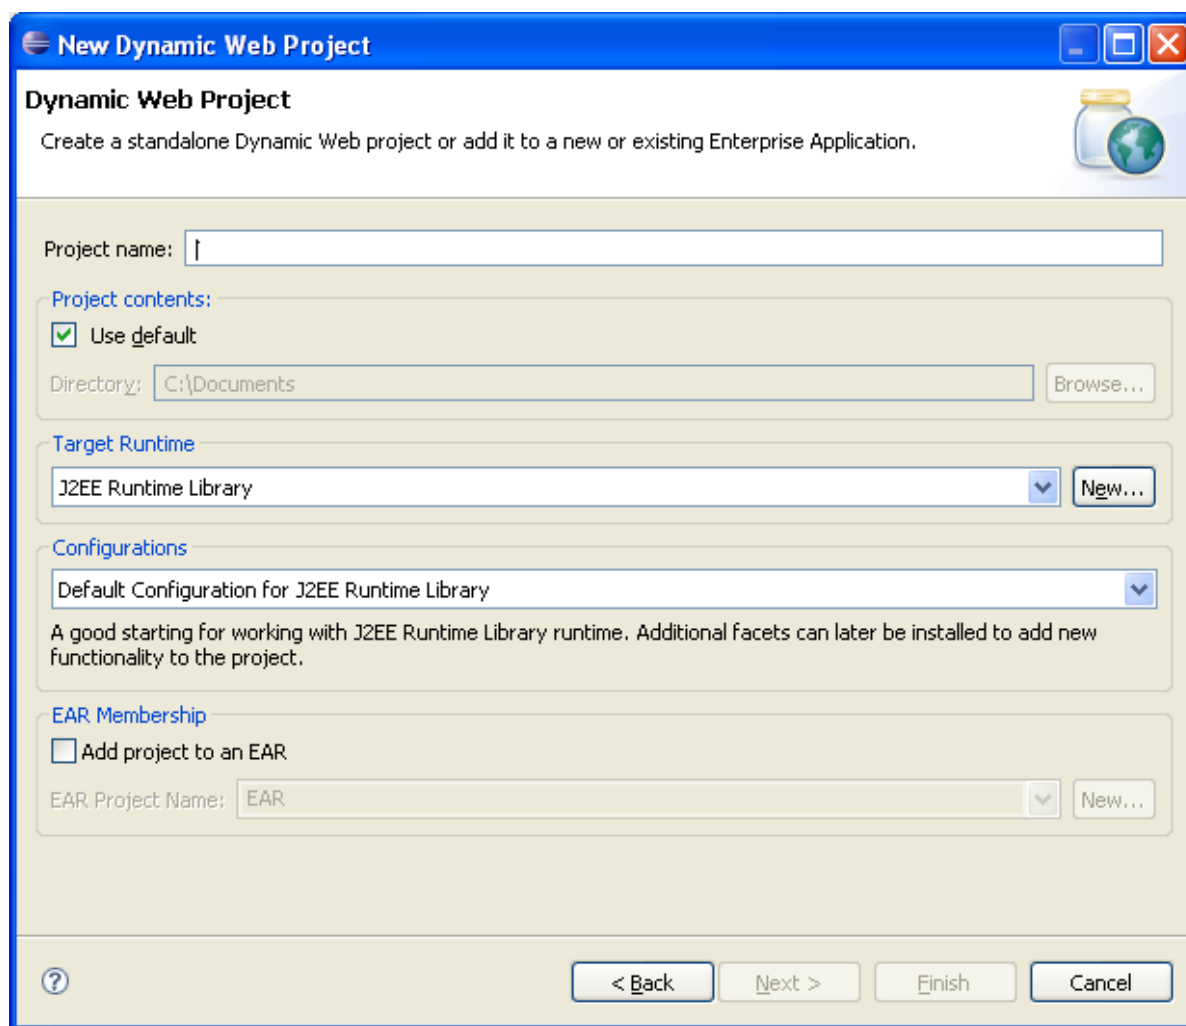 New Dynamic Web Project
Dynamic Web Project
Create a standalone Dynamic Web project or add it to a new or existing Enterprise Application.
Project name:
Project contents:
Use default
Directory: C:\Documents Browse...
Target Runtime
J2EE Runtime Library New...
Configurations
Default Configuration for J2EE Runtime Library
A good starting for working with J2EE Runtime Library runtime. Additional facets can later be installed to add new
functionality to the project.
EAR Membership
Add project to an EAR
EAR Project Name: EAR New...
? < Back Next > Finish Cancel